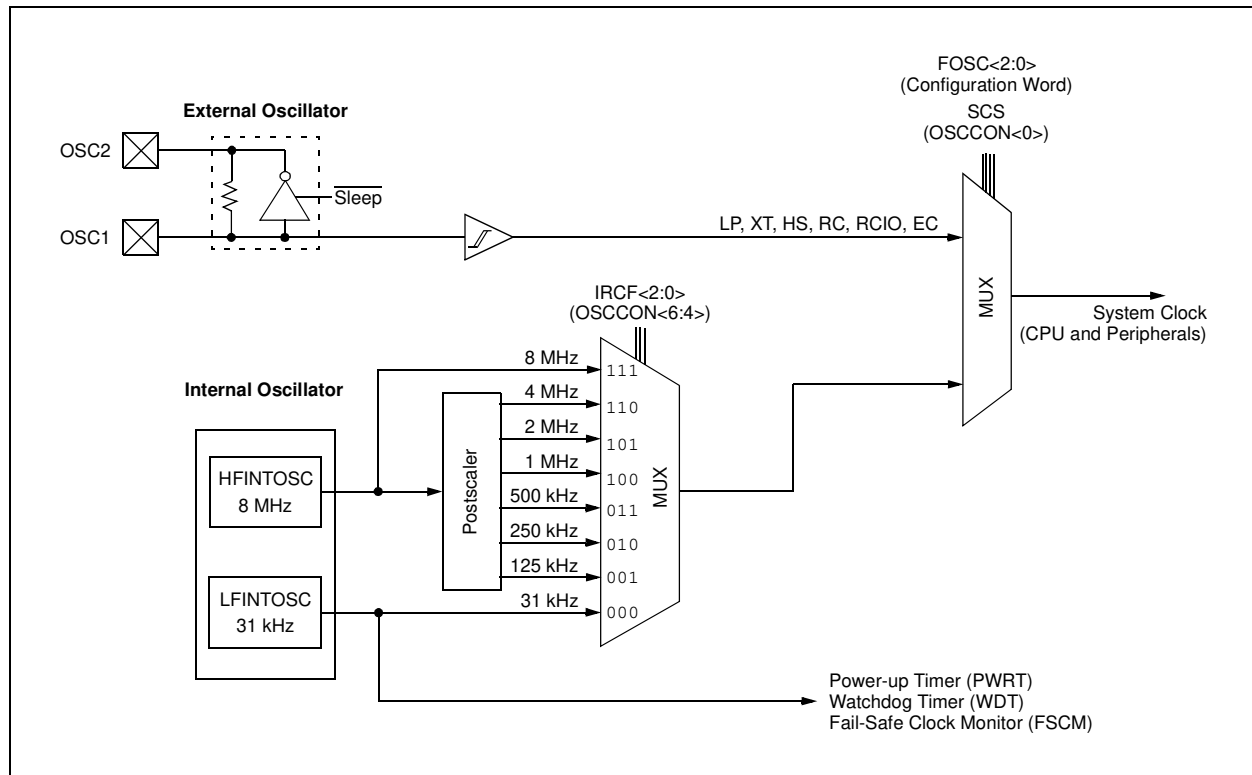 FOSC<2:0>
(Configuration Word)
SCS
(OSCCON<0>)
External Oscillator
OSC2
Sleep
OSC1
LP, XT, HS, RC, RCIO, EC
MUX
System Clock
(CPU and Peripherals)
IRCF<2:0>
(OSCCON<6:4>)
Internal Oscillator
HFINTOSC
8 MHz
LFINTOSC
31 kHz
Postscaler
8 MHz
4 MHz
2 MHz
1 MHz
500 kHz
250 kHz
125 kHz
31 kHz
111
110
101
100
011
010
001
000
MUX
Power-up Timer (PWRT)
Watchdog Timer (WDT)
Fail-Safe Clock Monitor (FSCM)